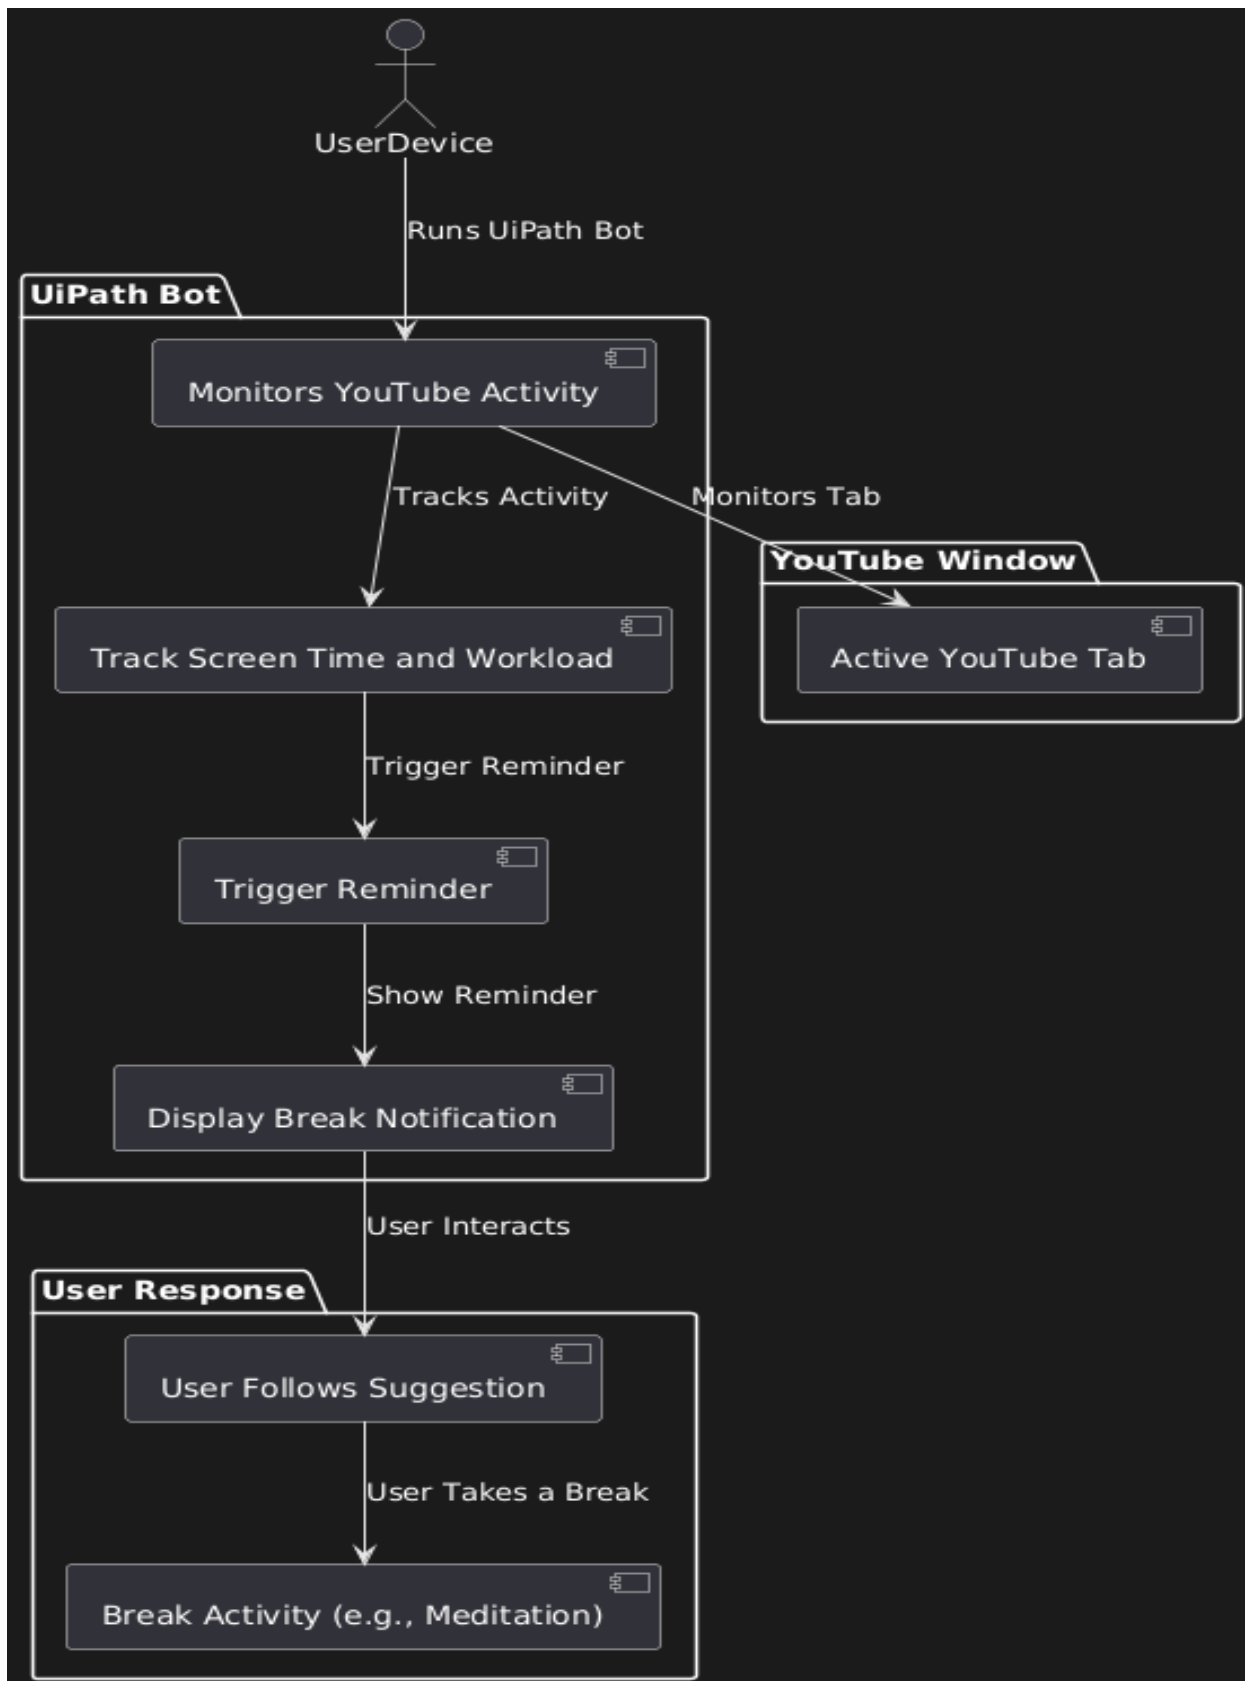 UserDevice
Runs UiPath Bot
UiPath Bot
Monitors YouTube Activity
Tracks Activity
Monitors Tab
YouTube Window
Track Screen Time and Workload
Active YouTube Tab
Trigger Reminder
Trigger Reminder
Show Reminder
Display Break Notification
User Interacts
User Response
User Follows Suggestion
User Takes a Break
Break Activity (e.g., Meditation)